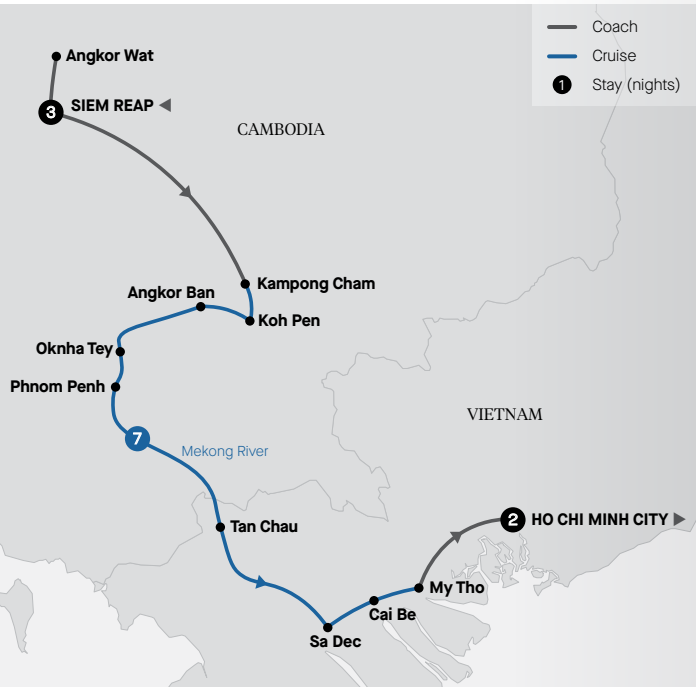 Coach
Cruise
1 Stay (nights)
Angkor Wat
3 SIEM REAP
CAMBODIA
Kampong Cham
Angkor Ban
Koh Pen
Oknha Tey
Phnom Penh
7
Mekong River
VIETNAM
Tan Chau
2 HO CHI MINH CITY
My Tho
Cai Be
Sa Dec